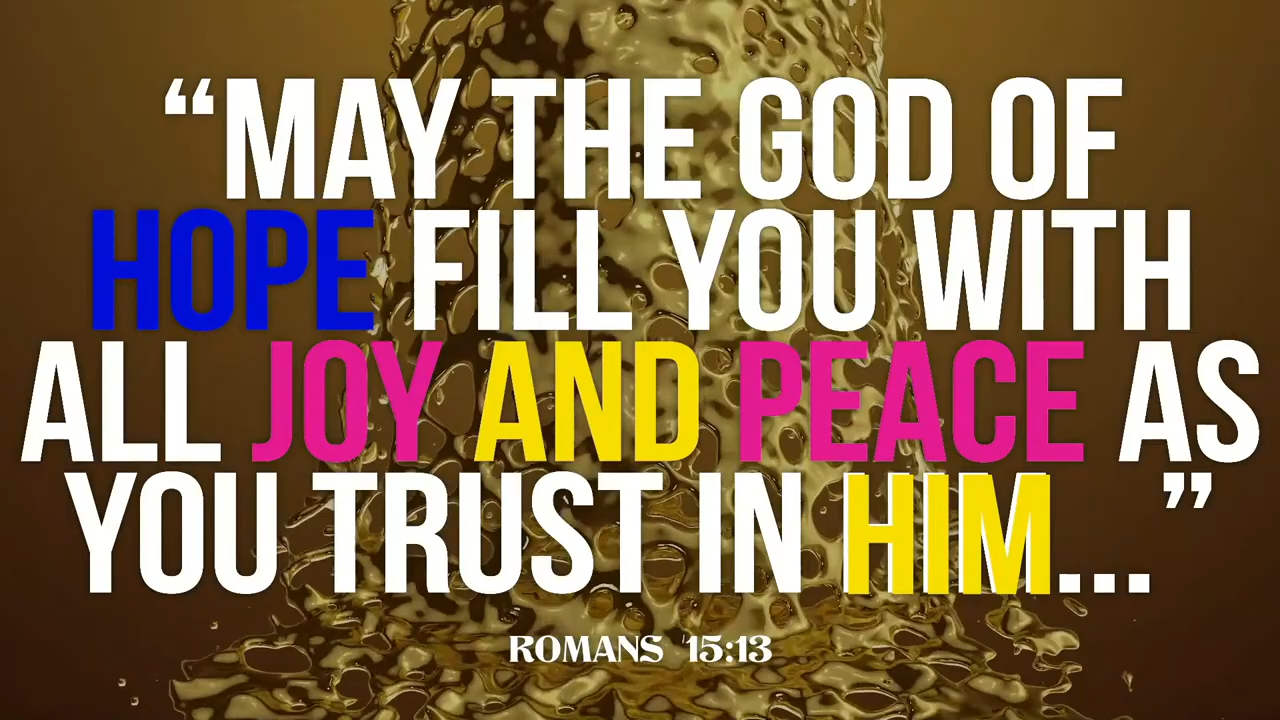 “MAY THE GOD OF
HOPE FILL YOU WITH
ALL JOY AND PEACE AS
YOU TRUST IN HIM...”
ROMANS 15:13